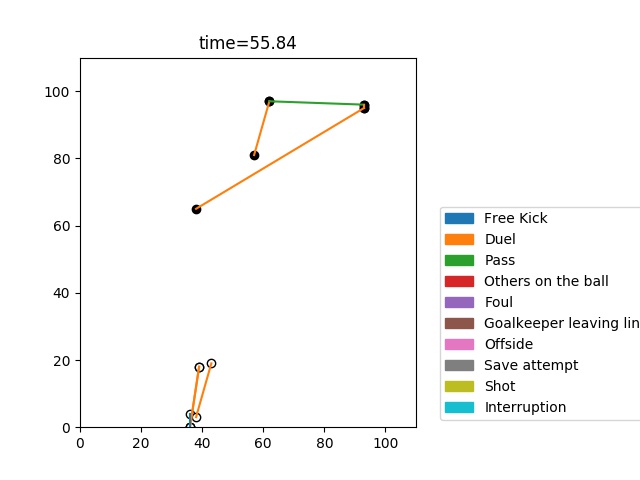 time=55.84
100
80
60
40
20
0
0 20 40 60 80 100
Free Kick
Duel
Pass
Others on the ball
Foul
Goalkeeper leaving lin
Offside
Save attempt
Shot
Interruption